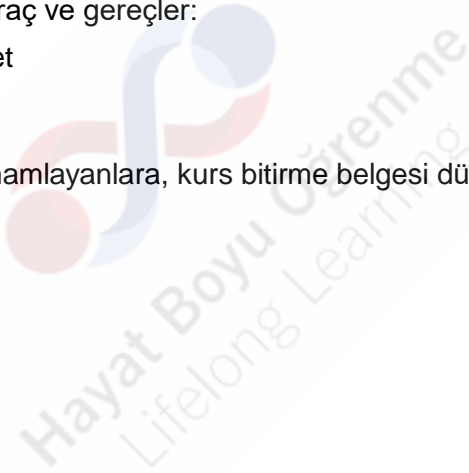 raç ve gereçler:
et
namlayanlara, kurs bitirme belgesi dü
Hayat Boyu Öğrenme
Lifelong Learning